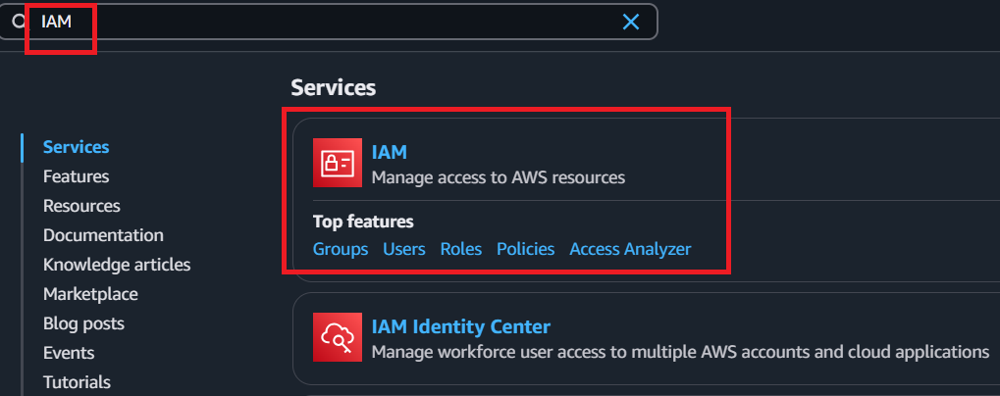 IAM
Services
Services
Features
Resources
Documentation
Knowledge articles
Marketplace
Blog posts
Events
Tutorials
IAM
Manage access to AWS resources
Top features
Groups Users Roles Policies Access Analyzer
IAM Identity Center
Manage workforce user access to multiple AWS accounts and cloud applications